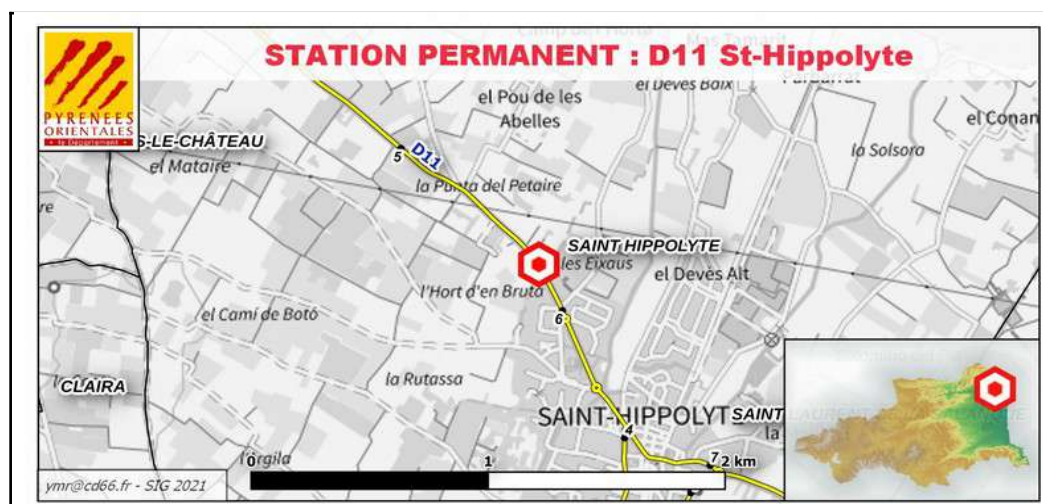 STATION PERMANENT : D11 St-Hippolyte
PYRENEES
ORIENTALES
el Pou de les
Abelles
el Devès Baix
el Conan
S-LE-CHÂTEAU
el Mataire
5
D11
la Punta del Petaire
la Solsora
SAINT HIPPOLYTE
les Eixaus
el Devès Alt
l'Hort d'en Bruta
6
el Camí de Botó
CLAIRA
la Rutassa
SAINT-HIPPOLYT
SAINT
la
4
7
l'Argila
0
1
2 km
ymr@cd66.fr - SIG 2021